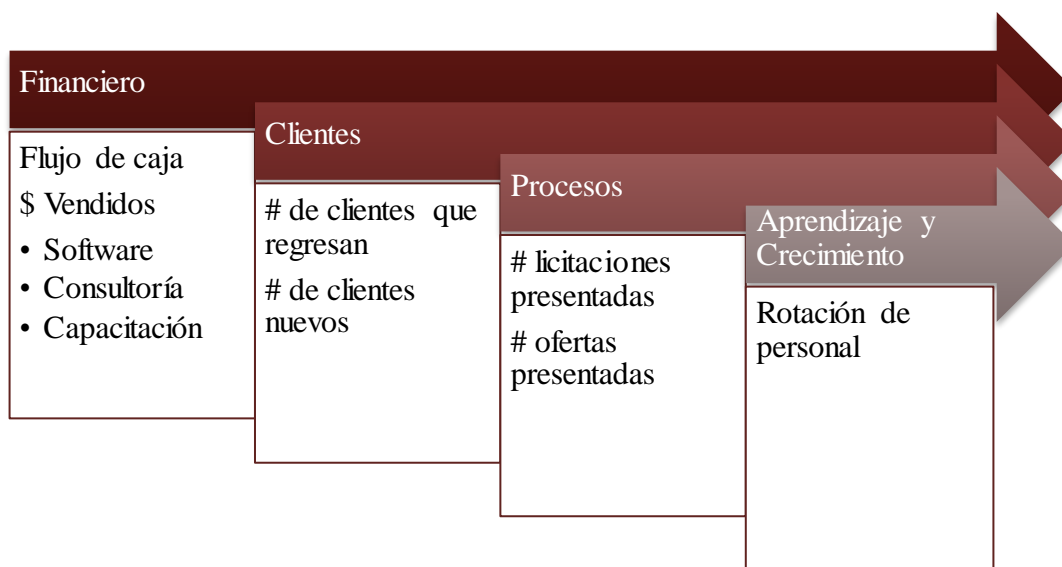 Financiero
Flujo de caja
$ Vendidos
• Software
• Consultoría
• Capacitación
Clientes
# de clientes que
regresan
# de clientes
nuevos
Procesos
# licitaciones
presentadas
# ofertas
presentadas
Aprendizaje y
Crecimiento
Rotación de
personal